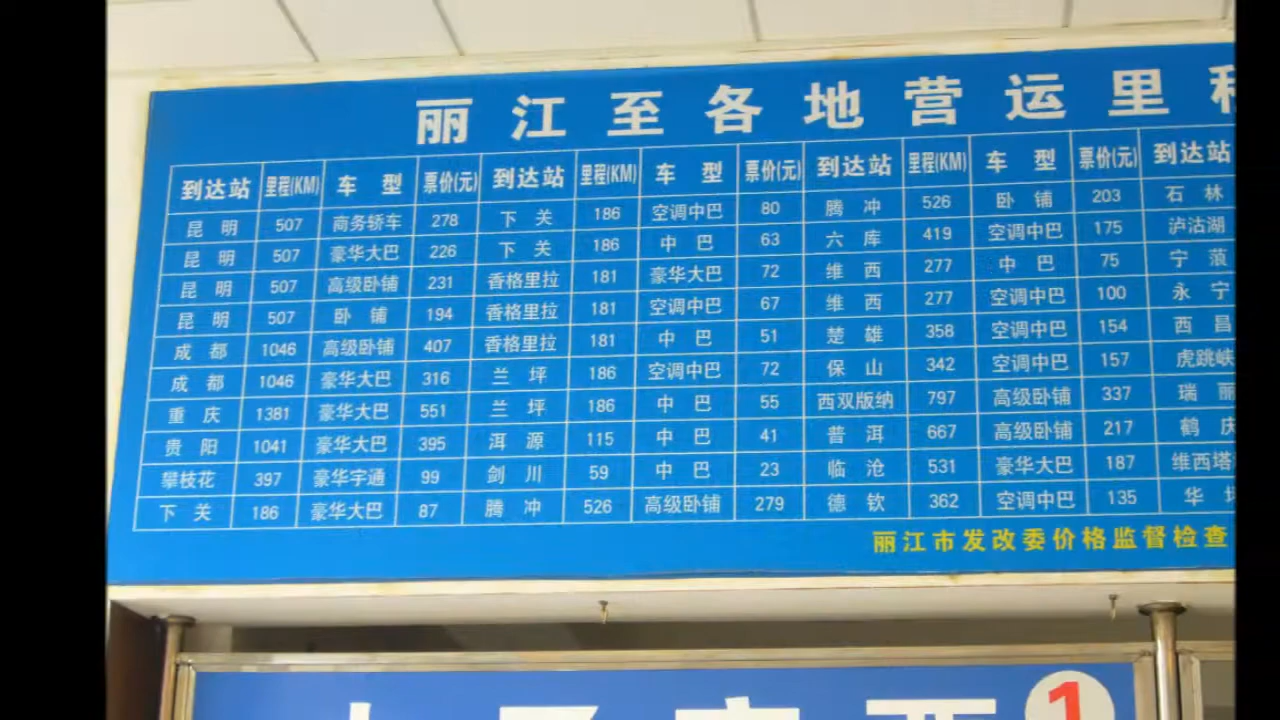 丽江至各地营运里
到达站 里程(KM) 车 型 票价(元) 到达站 里程(KM) 车 型 票价(元) 到达站 里程(KM) 车 型 票价(元) 到达站
昆 明 507 商务轿车 278 下 关 186 空调中巴 80 腾 冲 526 卧 铺 203 石 林
昆 明 507 豪华大巴 226 下 关 186 中 巴 63 六 库 419 空调中巴 175 泸沽湖
昆 明 507 高级卧铺 231 香格里拉 181 豪华大巴 72 维 西 277 中 巴 75 宁 蒗
昆 明 507 卧 铺 194 香格里拉 181 空调中巴 67 维 西 277 空调中巴 100 永 宁
成 都 1046 高级卧铺 407 香格里拉 181 中 巴 51 楚 雄 358 空调中巴 154 西 昌
成 都 1046 豪华大巴 316 兰 坪 186 空调中巴 72 保 山 342 空调中巴 157 虎跳峡
重 庆 1381 豪华大巴 551 兰 坪 186 中 巴 55 西双版纳 797 高级卧铺 337 瑞 丽
贵 阳 1041 豪华大巴 395 洱 源 115 中 巴 41 普 洱 667 高级卧铺 217 鹤 庆
攀枝花 397 豪华宇通 99 剑 川 59 中 巴 23 临 沧 531 豪华大巴 187 维西塔
下 关 186 豪华大巴 87 腾 冲 526 高级卧铺 279 德 钦 362 空调中巴 135 华 坪
丽江市发改委价格监督检查
1